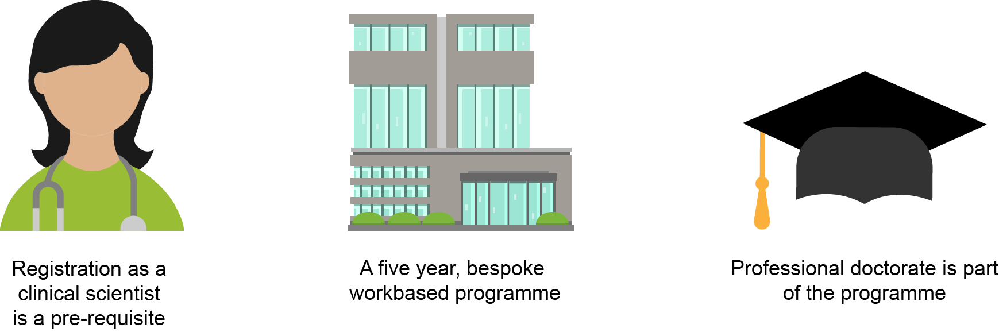 Registration as a
clinical scientist
is a pre-requisite
A five year, bespoke
workbased programme
Professional doctorate is part
of the programme